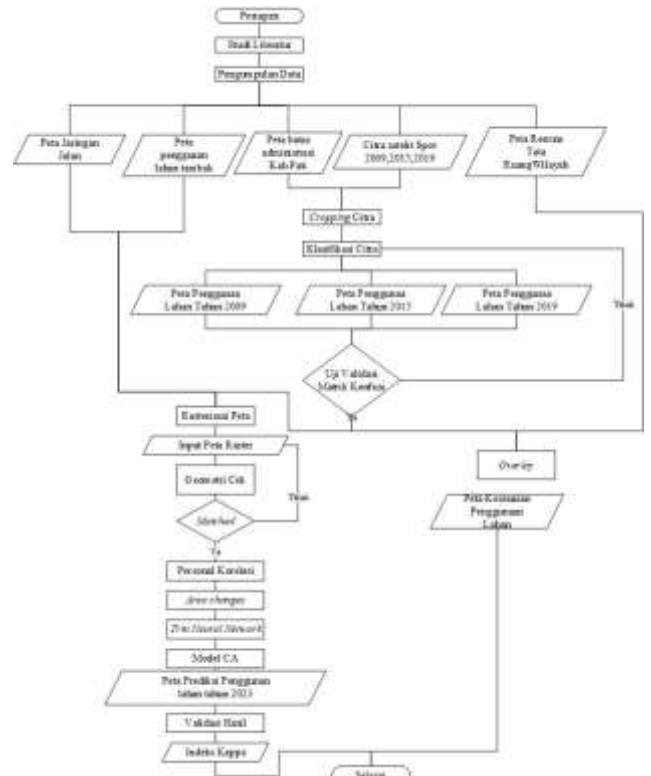 Persiapan
Studi Literatur
Pengumpulan Data
Peta Jaringan
Jalan
Peta
penggunaan
lahan tambak
Peta batas
administrasi
Kab.Pati
Citra satelit Spot
2009,2015,2019
Peta Rencana
Tata
Ruang Wilayah
Cropping Citra
Klasifikasi Citra
Peta Penggunaan
Lahan Tahun 2009
Peta Penggunaan
Lahan Tahun 2015
Peta Penggunaan
Lahan Tahun 2019
Tidak
Uji Validasi
Matrik Konfusi
Ya
Rasterisasi Peta
Input Peta Raster
Geometri Cek
Tidak
Matched
Ya
Overlay
Peta Kesesuaian
Penggunaan
Lahan
Personal Korelasi
Area changes
Train Neural Network
Model CA
Peta Prediksi Penggunaan
lahan tahun 2023
Validasi Hasil
Indeks Kappa
Selesai